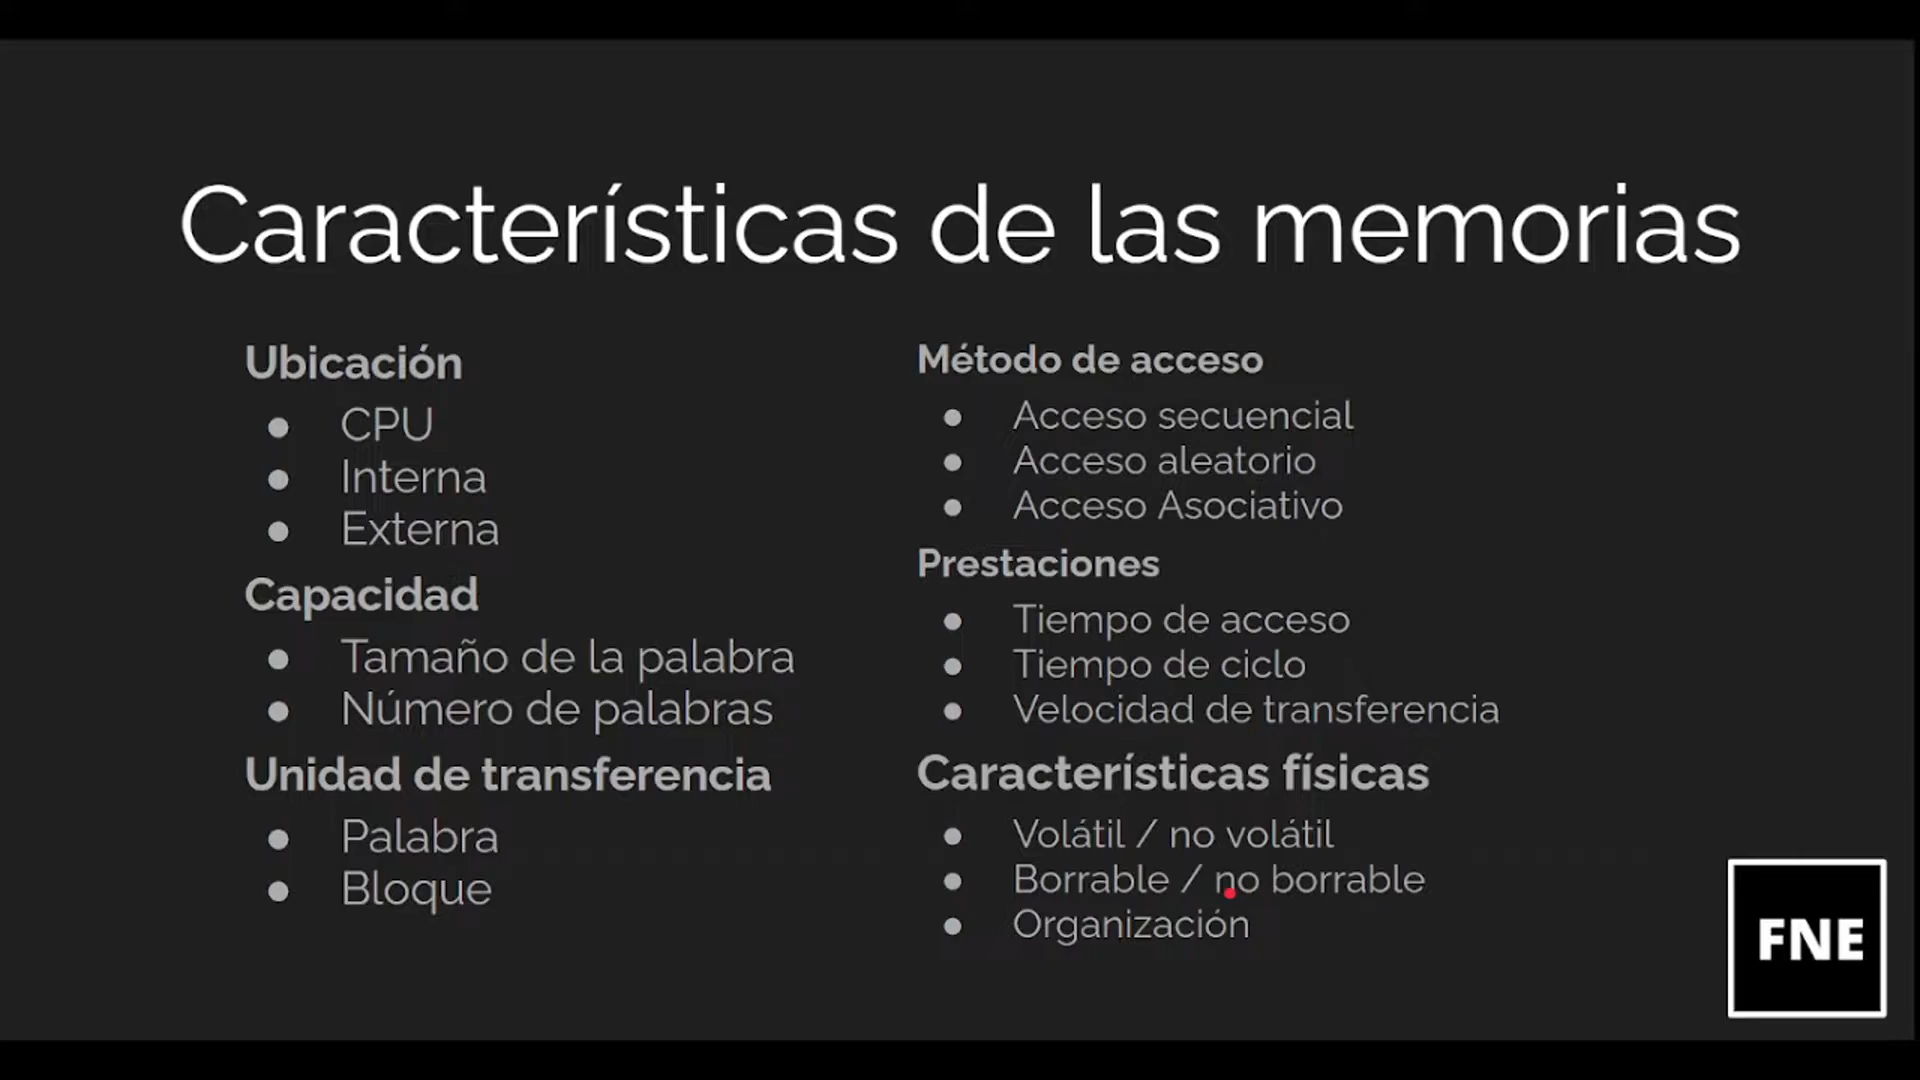 Características de las memorias
Ubicación
● CPU
● Interna
● Externa
Capacidad
● Tamaño de la palabra
● Número de palabras
Unidad de transferencia
● Palabra
● Bloque
Método de acceso
● Acceso secuencial
● Acceso aleatorio
● Acceso Asociativo
Prestaciones
● Tiempo de acceso
● Tiempo de ciclo
● Velocidad de transferencia
Características físicas
● Volátil / no volátil
● Borrable / no borrable
● Organización
FNE